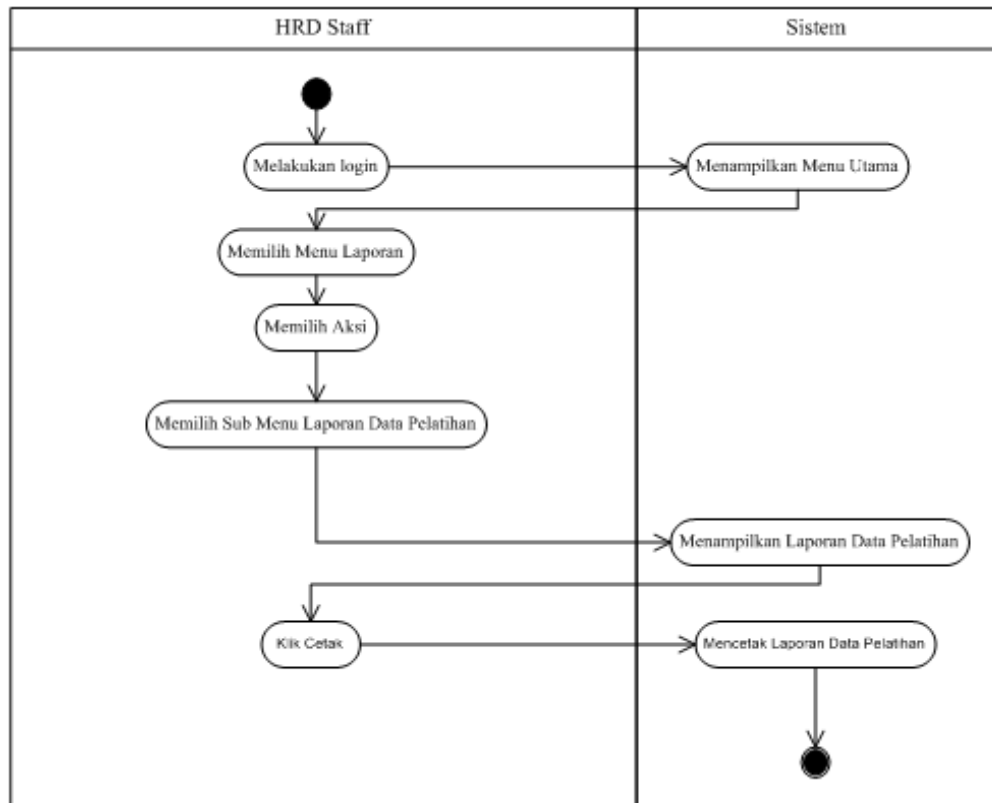 HRD Staff
Sistem
Melakukan login
Menampilkan Menu Utama
Memilih Menu Laporan
Memilih Aksi
Memilih Sub Menu Laporan Data Pelatihan
Menampilkan Laporan Data Pelatihan
Klik Cetak
Mencetak Laporan Data Pelatihan